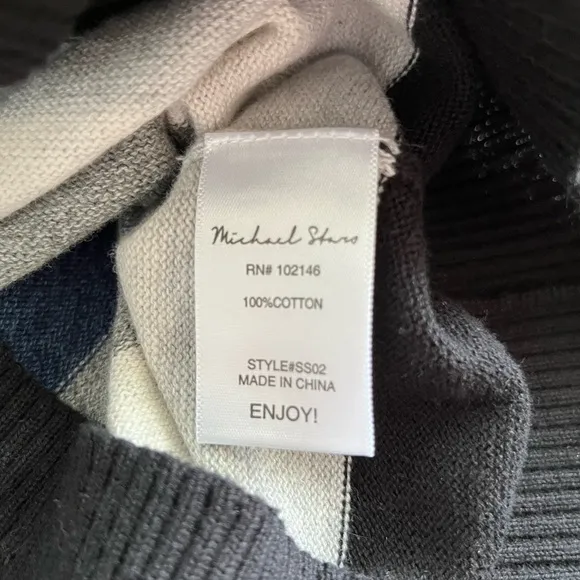 Michael Stars
RN# 102146
100%COTTON
STYLE#SS02
MADE IN CHINA
ENJOY!